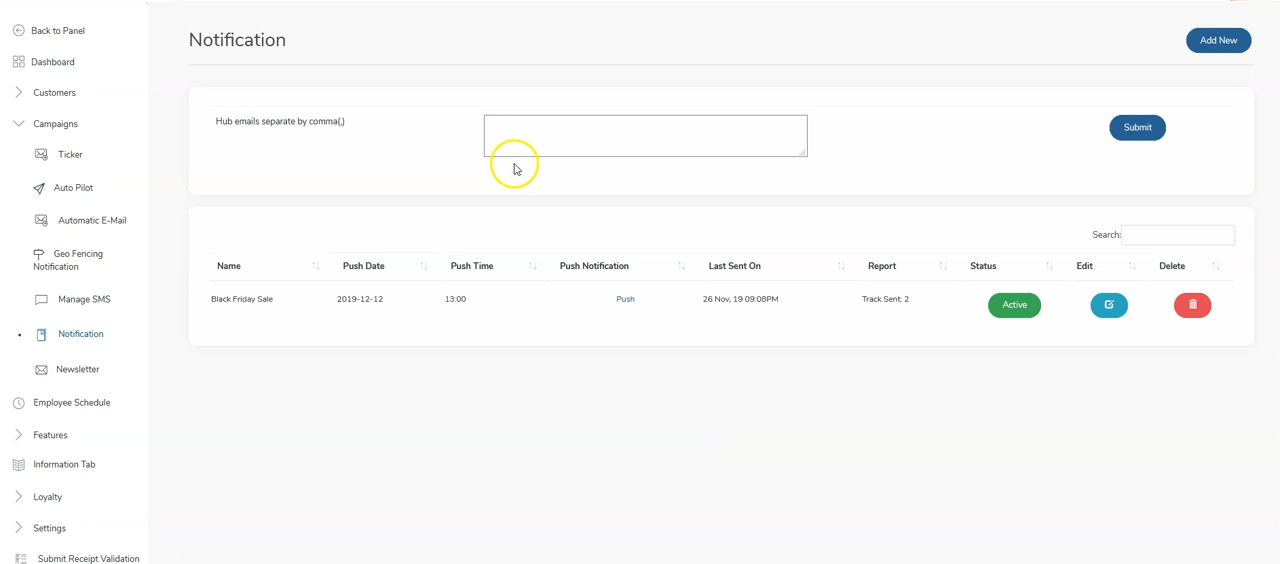 Back to Panel
Dashboard
Customers
Campaigns
Ticker
Auto Pilot
Automatic E-Mail
Geo Fencing
Notification
Manage SMS
Notification
Newsletter
Employee Schedule
Features
Information Tab
Loyalty
Settings
Submit Receipt Validation
Notification
Add New
Hub emails separate by comma(,)
Submit
Search:
Name Push Date Push Time Push Notification Last Sent On Report Status Edit Delete
Black Friday Sale 2019-12-12 13:00 Push 26 Nov, 19 09:08PM Track Sent: 2 Active